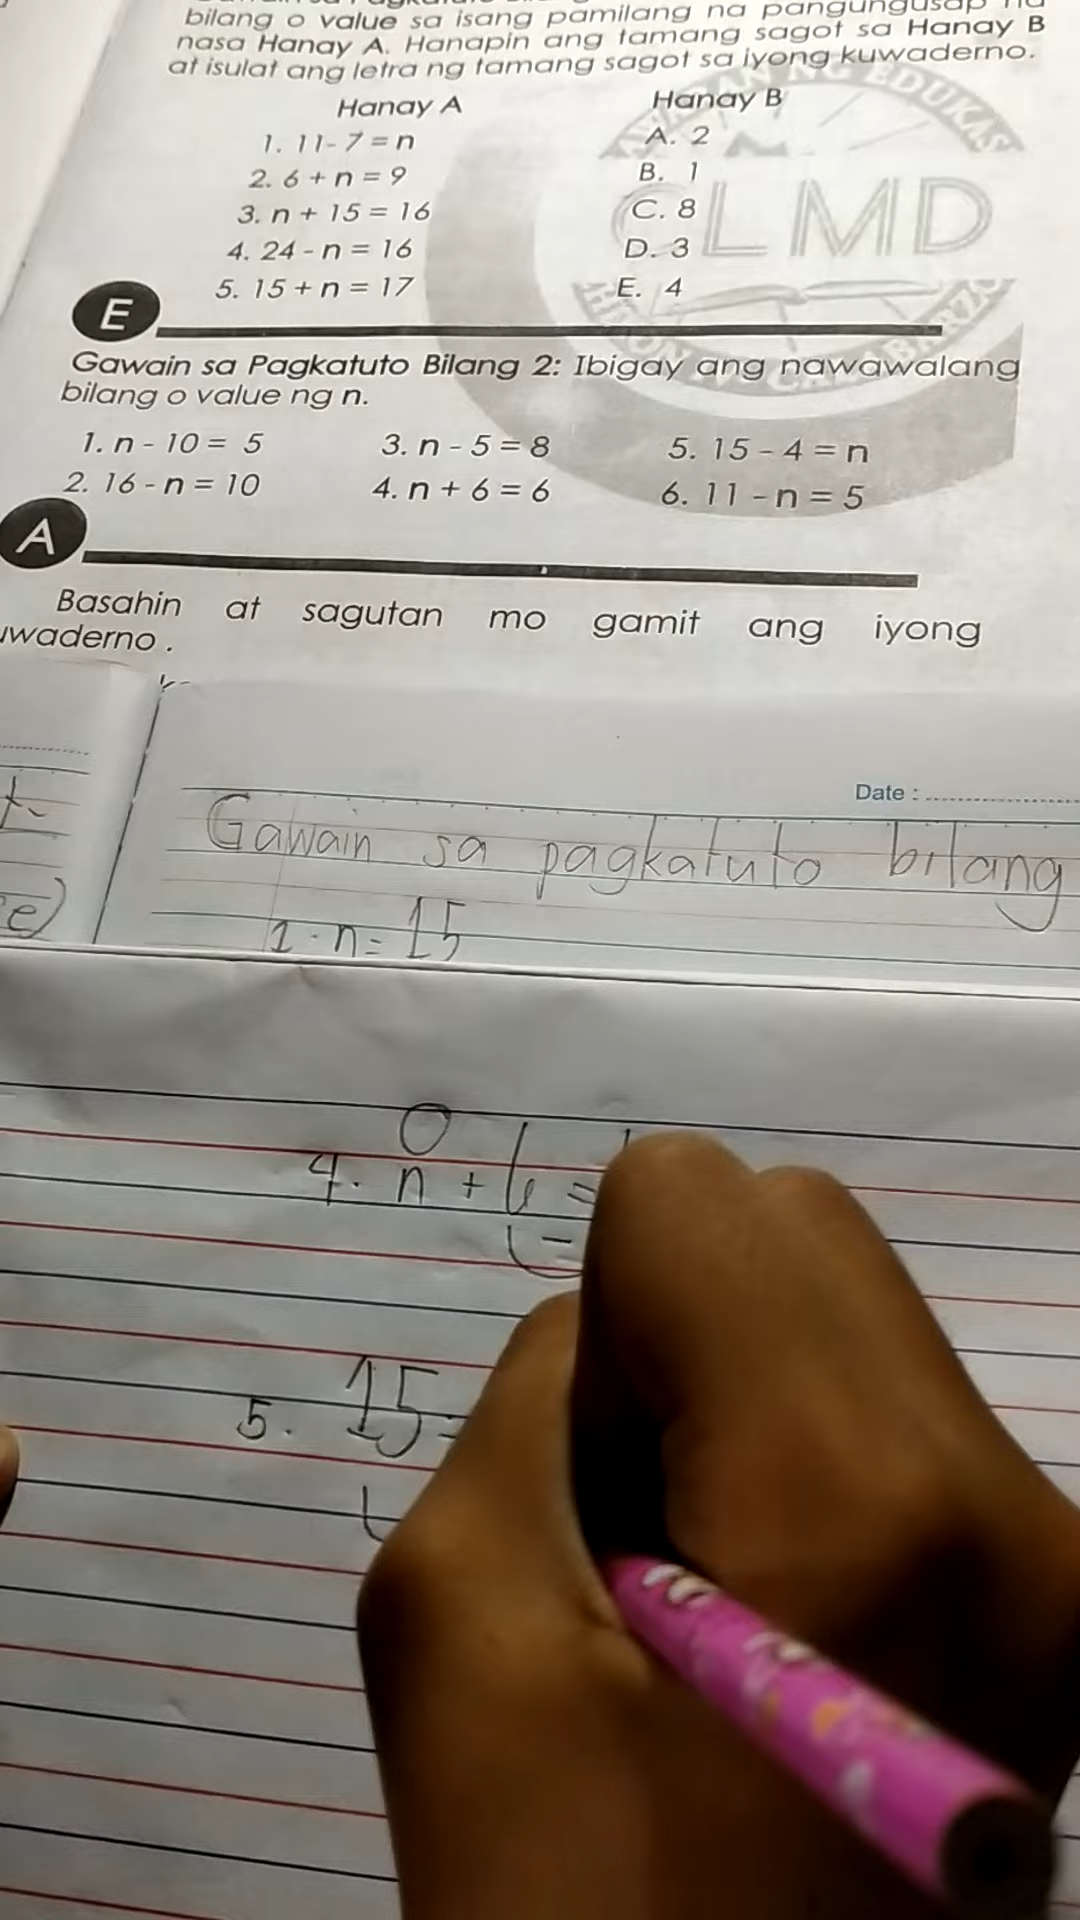 bilang o value sa isang pamilang na pangungusap na
nasa Hanay A. Hanapin ang tamang sagot sa Hanay B
at isulat ang letra ng tamang sagot sa iyong kuwaderno.
Hanay A Hanay B
1. 11- 7 = n A. 2
2. 6 + n = 9 B. 1
3. n + 15 = 16 C. 8
4. 24 - n = 16 D. 3
5. 15 + n = 17 E. 4
CLMD
E
Gawain sa Pagkatuto Bilang 2: Ibigay ang nawawalang
bilang o value ng n.
1. n - 10 = 5 3. n - 5 = 8 5. 15 - 4 = n
2. 16 - n = 10 4. n + 6 = 6 6. 11 - n = 5
A
Basahin at sagutan mo gamit ang iyong
uwaderno .
Date :
Gawain sa pagkatuto bilang
1. n = 15
0
4. n + 6 =
5. 15 -